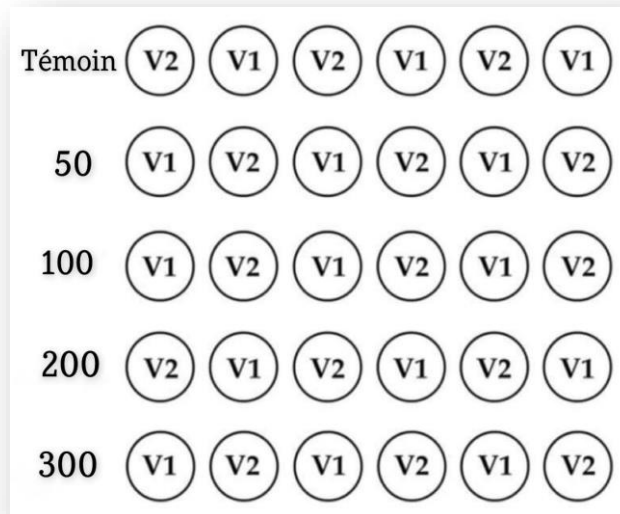 Témoin V2 V1 V2 V1 V2 V1
50 V1 V2 V1 V2 V1 V2
100 V1 V2 V1 V2 V1 V2
200 V2 V1 V2 V1 V2 V1
300 V1 V2 V1 V2 V1 V2